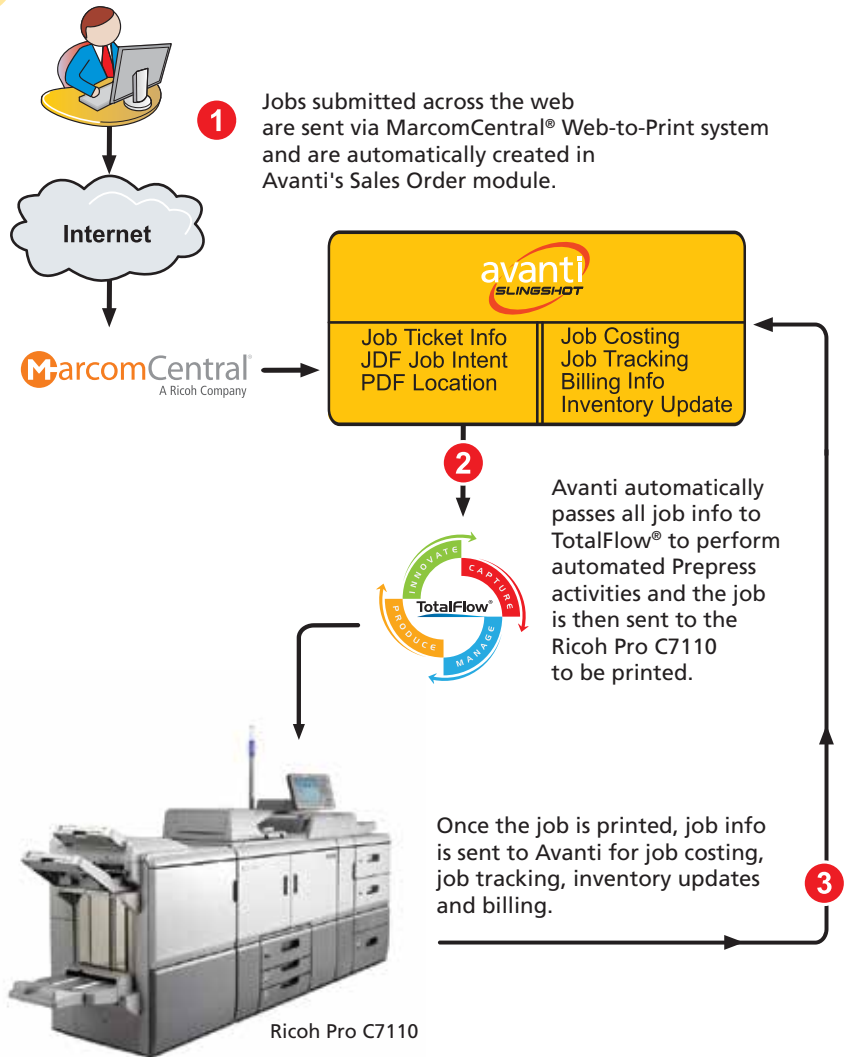 1
Jobs submitted across the web
are sent via MarcomCentral® Web-to-Print system
and are automatically created in
Avanti's Sales Order module.
Internet
MarcomCentral®
A Ricoh Company
avanti
SLINGSHOT
Job Ticket Info
JDF Job Intent
PDF Location
Job Costing
Job Tracking
Billing Info
Inventory Update
2
Avanti automatically
passes all job info to
TotalFlow® to perform
automated Prepress
activities and the job
is then sent to the
Ricoh Pro C7110
to be printed.
INNOVATE
CAPTURE
TotalFlow®
PRODUCE
MANAGE
Once the job is printed, job info
is sent to Avanti for job costing,
job tracking, inventory updates
and billing.
3
Ricoh Pro C7110